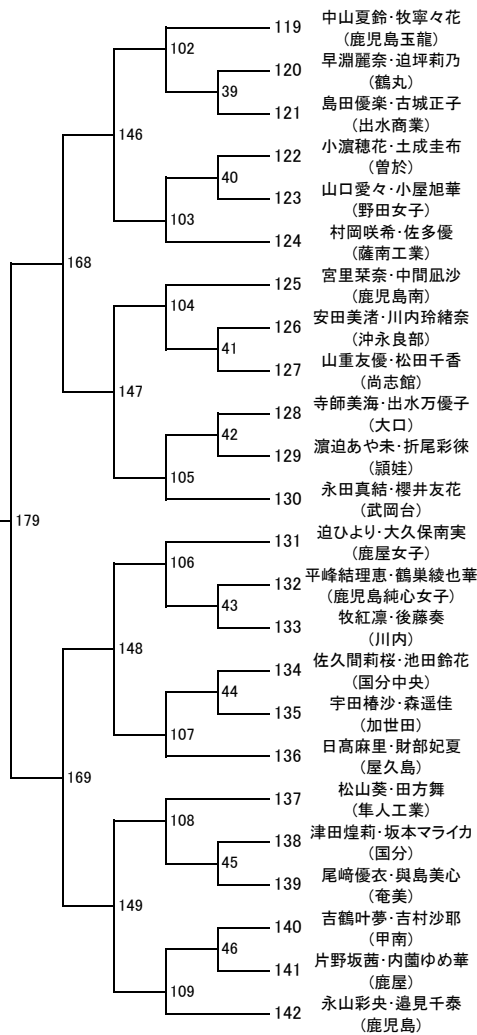 119 中山夏鈴・牧寧々花
(鹿児島玉龍)
102
120 早淵麗奈・迫坪莉乃
(鶴丸)
39
121 島田優楽・古城正子
(出水商業)
146
122 小濵穂花・土成圭布
(曽於)
40
123 山口愛々・小屋旭華
(野田女子)
103
124 村岡咲希・佐多優
(薩南工業)
168
125 宮里栞奈・中間凪沙
(鹿児島南)
104
126 安田美渚・川内玲緒奈
(沖永良部)
41
127 山重友優・松田千香
(尚志館)
147
128 寺師美海・出水万優子
(大口)
42
129 濵迫あや未・折尾彩徠
(頴娃)
105
130 永田真結・櫻井友花
(武岡台)
179
131 迫ひより・大久保南実
(鹿屋女子)
106
132 平峰結理恵・鶴巣綾也華
(鹿児島純心女子)
43
133 牧紅凛・後藤奏
(川内)
148
134 佐久間莉桜・池田鈴花
(国分中央)
44
135 宇田椿沙・森遥佳
(加世田)
107
136 日髙麻里・財部妃夏
(屋久島)
169
137 松山葵・田方舞
(隼人工業)
108
138 津田煌莉・坂本マライカ
(国分)
45
139 尾﨑優衣・與島美心
(奄美)
149
140 吉鶴叶夢・吉村沙耶
(甲南)
46
141 片野坂茜・内薗ゆめ華
(鹿屋)
109
142 永山彩央・邉見千泰
(鹿児島)